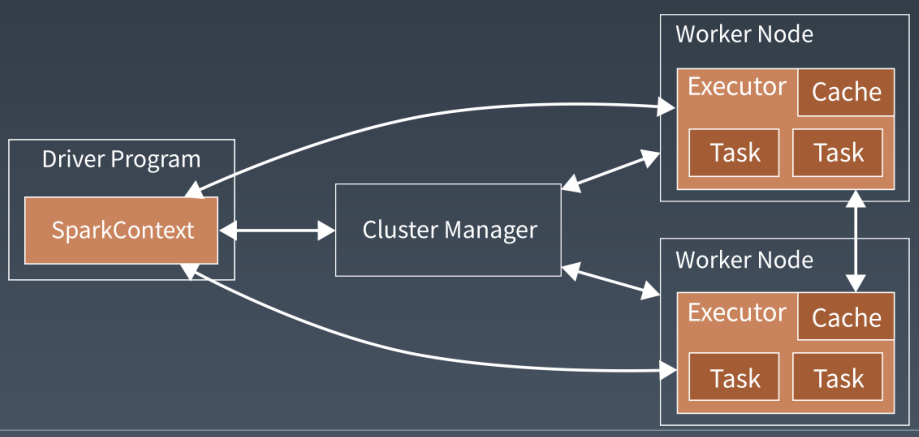 Driver Program
SparkContext
Cluster Manager
Worker Node
Executor
Cache
Task
Task
Worker Node
Executor
Cache
Task
Task